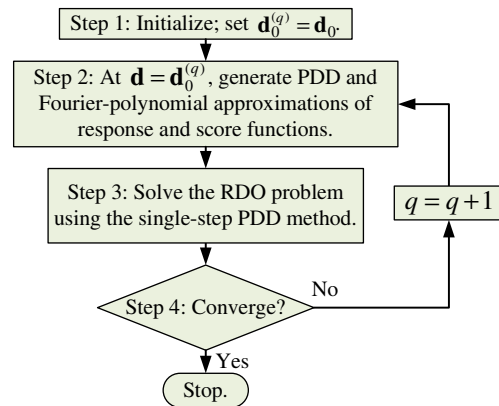 Step 1: Initialize; set d₀⁽q⁾ = d₀.
Step 2: At d = d₀⁽q⁾, generate PDD and
Fourier-polynomial approximations of
response and score functions.
Step 3: Solve the RDO problem
using the single-step PDD method.
q = q + 1
No
Step 4: Converge?
Yes
Stop.